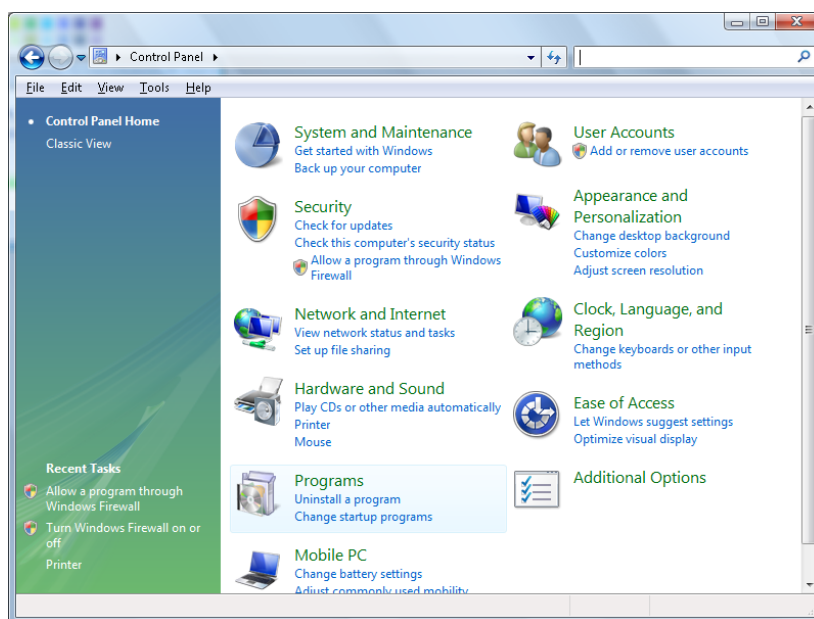 Control Panel
File Edit View Tools Help
Control Panel Home
Classic View
System and Maintenance
Get started with Windows
Back up your computer
Security
Check for updates
Check this computer's security status
Allow a program through Windows
Firewall
Network and Internet
View network status and tasks
Set up file sharing
Hardware and Sound
Play CDs or other media automatically
Printer
Mouse
Programs
Uninstall a program
Change startup programs
Mobile PC
Change battery settings
Adjust commonly used mobility
User Accounts
Add or remove user accounts
Appearance and
Personalization
Change desktop background
Customize colors
Adjust screen resolution
Clock, Language, and
Region
Change keyboards or other input
methods
Ease of Access
Let Windows suggest settings
Optimize visual display
Additional Options
Recent Tasks
Allow a program through
Windows Firewall
Turn Windows Firewall on or
off
Printer